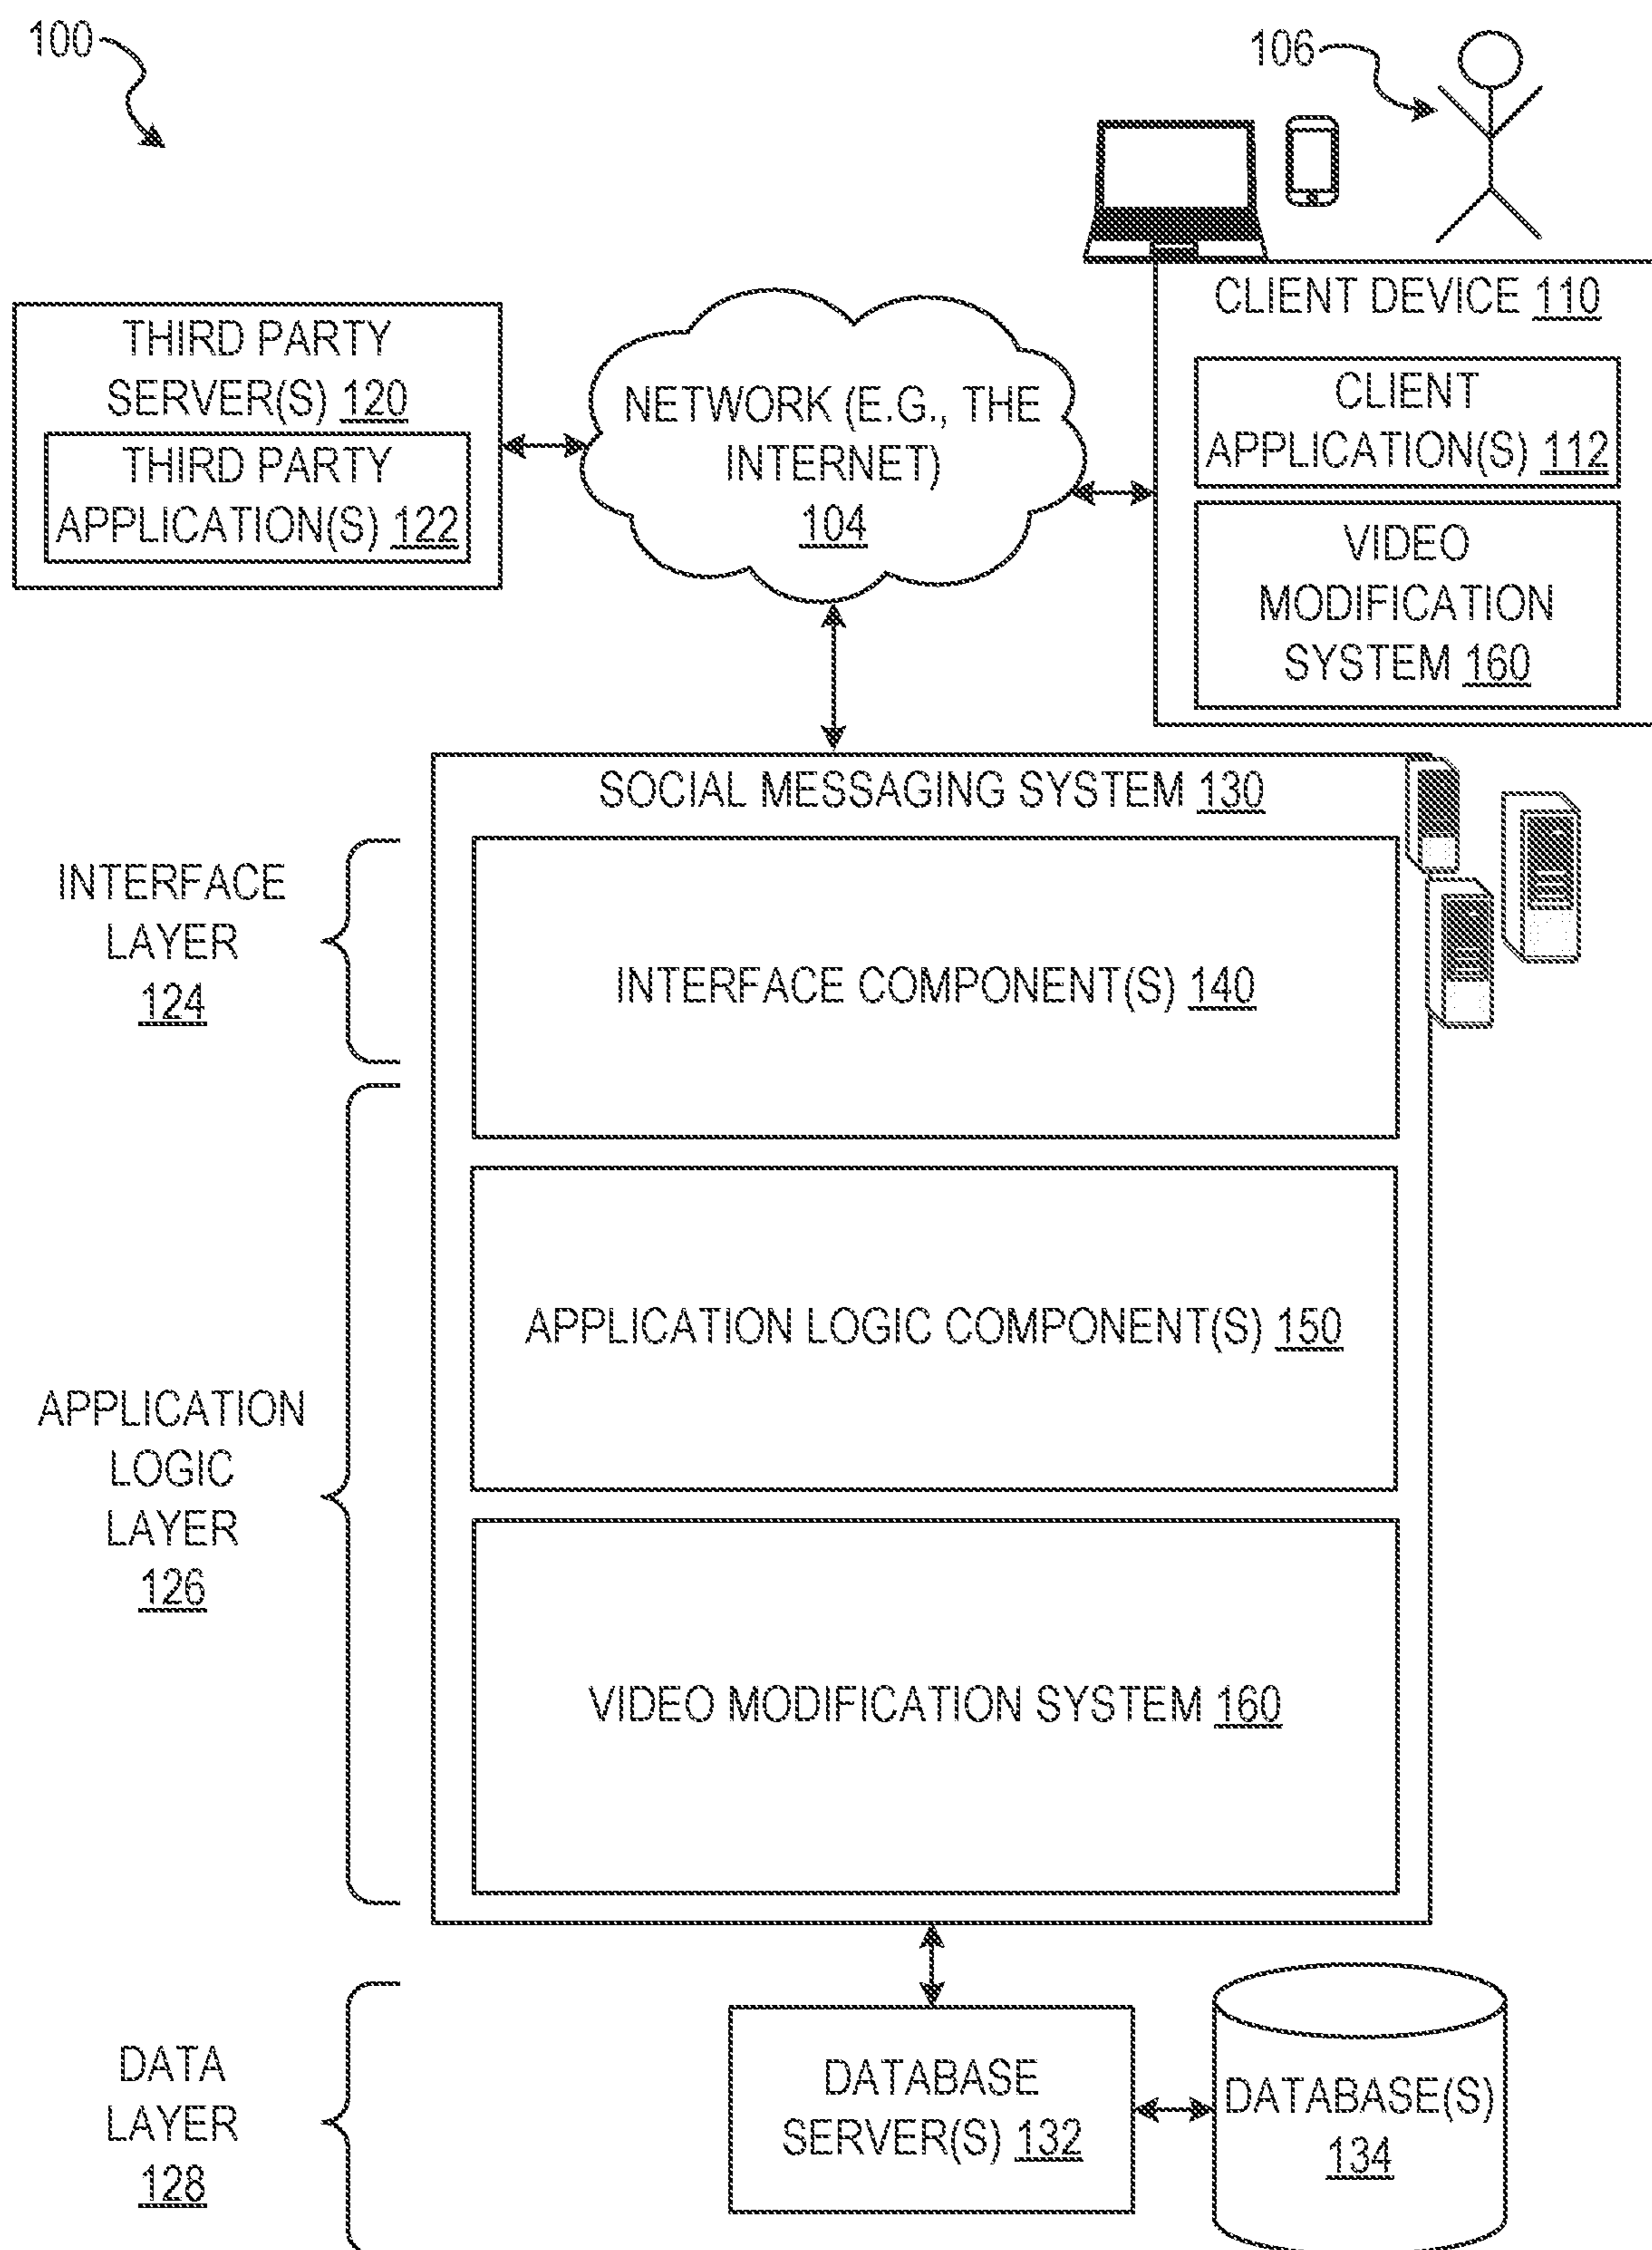 100
106
CLIENT DEVICE 110
CLIENT
APPLICATION(S) 112
VIDEO
MODIFICATION
SYSTEM 160
THIRD PARTY
SERVER(S) 120
THIRD PARTY
APPLICATION(S) 122
NETWORK (E.G., THE
INTERNET)
104
SOCIAL MESSAGING SYSTEM 130
INTERFACE
LAYER
124
INTERFACE COMPONENT(S) 140
APPLICATION LOGIC COMPONENT(S) 150
APPLICATION
LOGIC
LAYER
126
VIDEO MODIFICATION SYSTEM 160
DATA
LAYER
128
DATABASE
SERVER(S) 132
DATABASE(S)
134